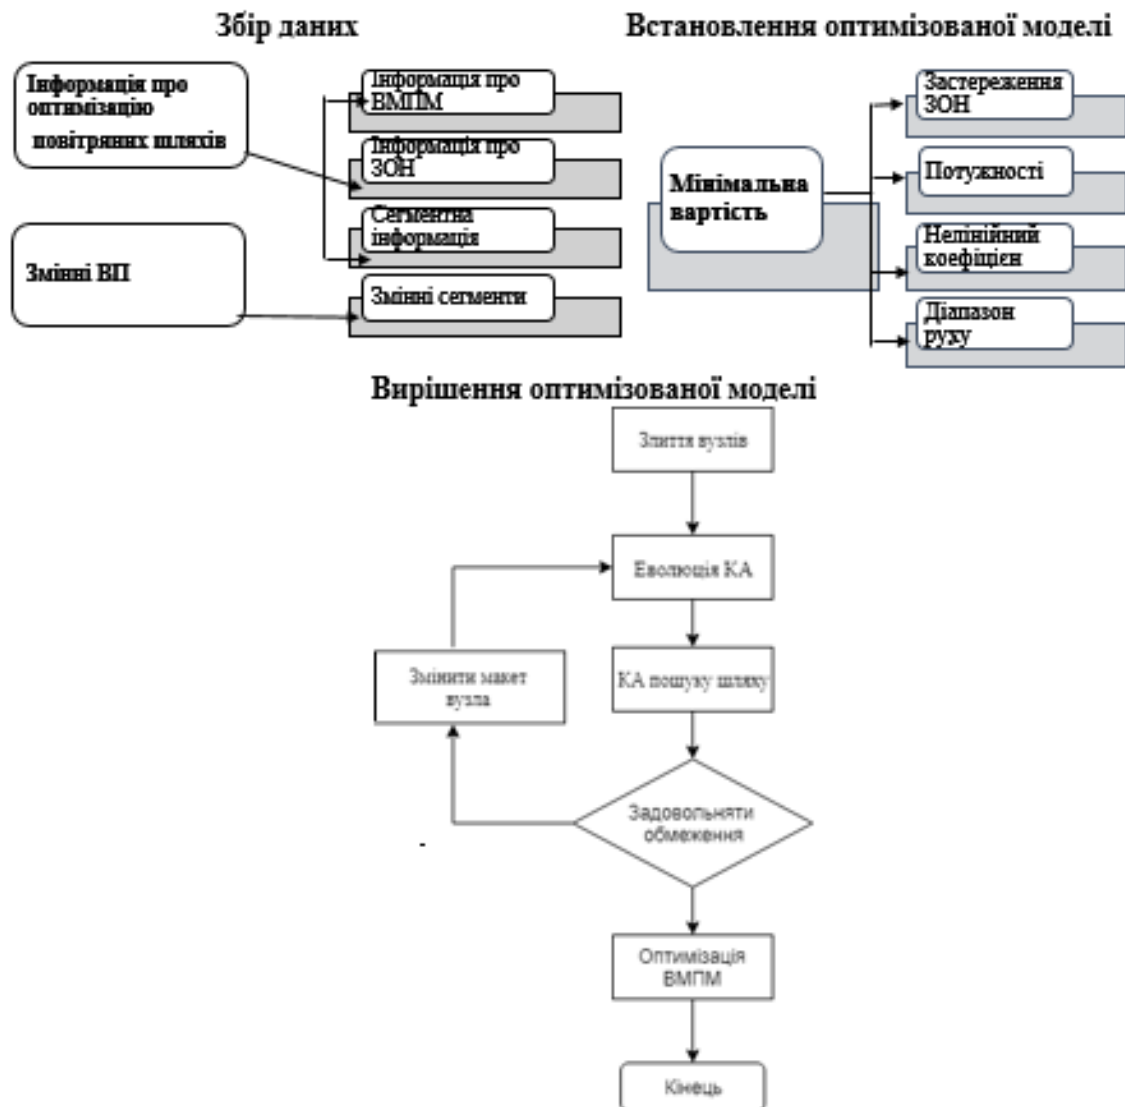 Збір даних
Інформація про
оптимізацію
повітряних шляхів
Змінні ВП
Інформація про
ВМПМ
Інформація про
ЗОН
Сегментна
інформація
Змінні сегменти
Встановлення оптимізованої моделі
Мінімальна
вартість
Застереження
ЗОН
Потужності
Нелінійний
коефіцієн
Діапазон
руху
Вирішення оптимізованої моделі
Злиття вузлів
Еволюція КА
КА пошуку шляху
Змінити макет
вузла
Задовольняти
обмеження
-
Оптимізація
ВМПМ
Кінець